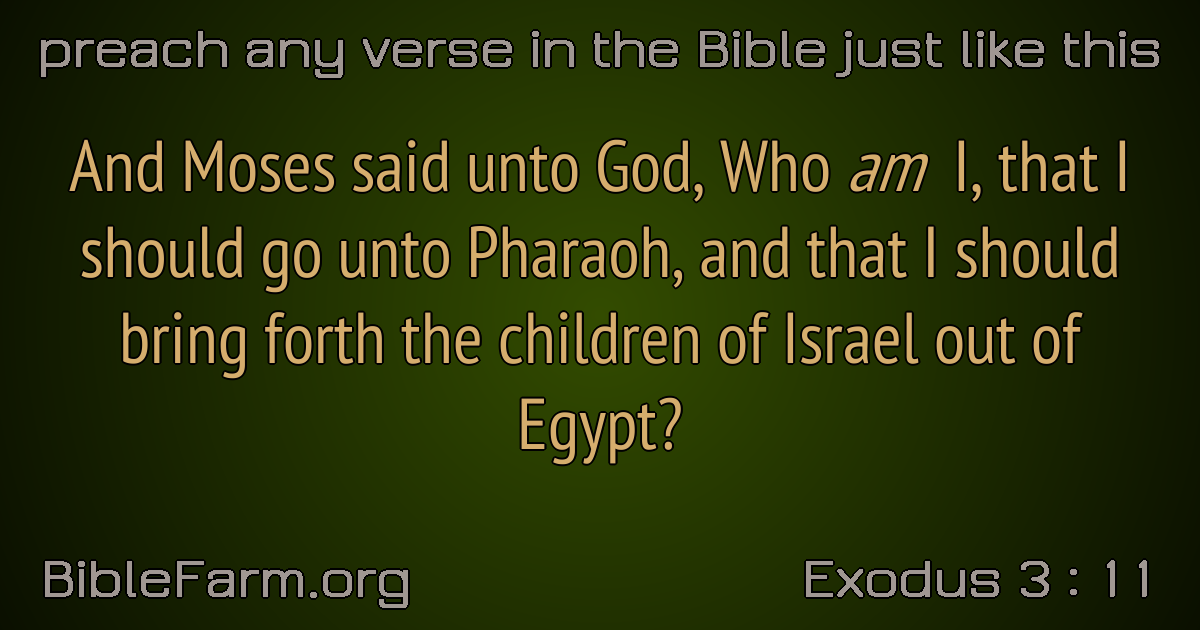 preach any verse in the Bible just like this
And Moses said unto God, Who am I, that I
should go unto Pharaoh, and that I should
bring forth the children of Israel out of
Egypt?
BibleFarm.org
Exodus 3 : 11